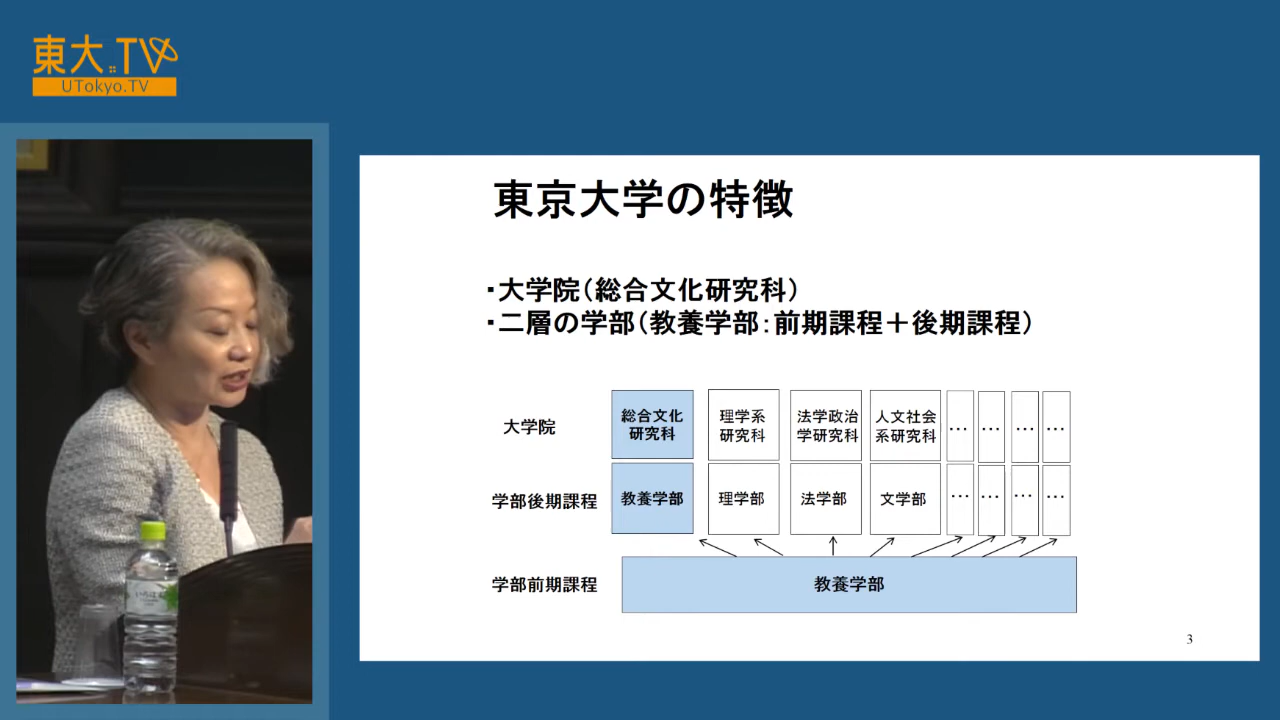 東大.TV
UTokyo.TV
東京大学の特徴
・大学院（総合文化研究科）
・二層の学部（教養学部：前期課程＋後期課程）
大学院
総合文化
研究科
理学系
研究科
法学政治
学研究科
人文社会
系研究科
…
…
…
…
学部後期課程
教養学部
理学部
法学部
文学部
…
…
…
…
学部前期課程
教養学部
3
いろはす